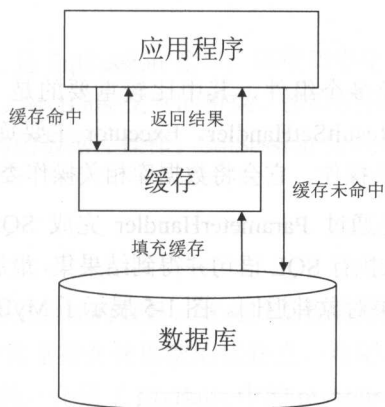 应用程序
缓存命中
返回结果
缓存
缓存未命中
填充缓存
数据库